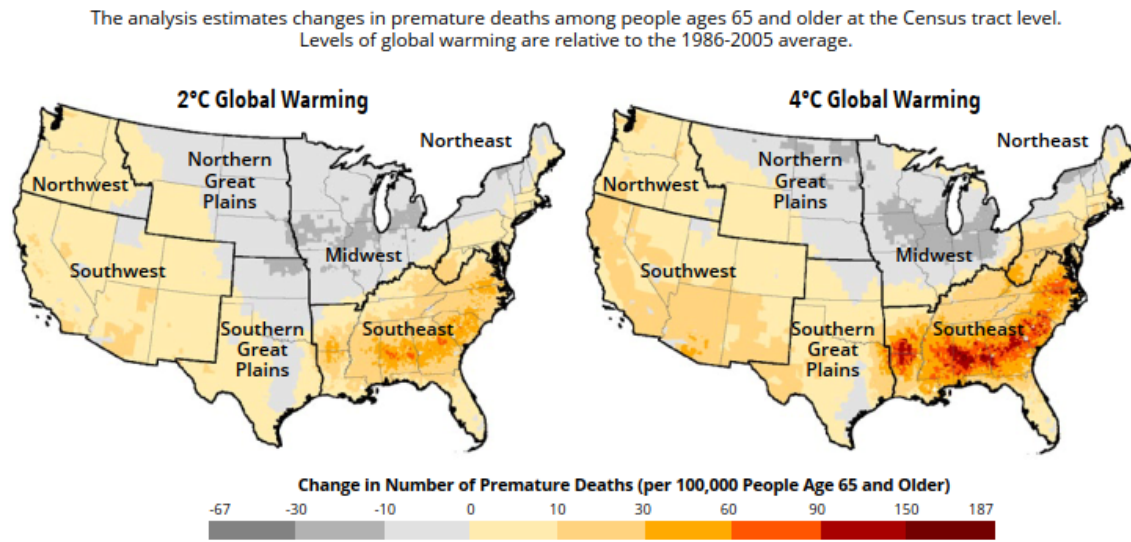 The analysis estimates changes in premature deaths among people ages 65 and older at the Census tract level.
Levels of global warming are relative to the 1986-2005 average.
2°C Global Warming
Northeast
Northern
Great
Plains
Northwest
Midwest
Southwest
Southern
Great
Plains
Southeast
4°C Global Warming
Northeast
Northern
Great
Plains
Northwest
Midwest
Southwest
Southern
Great
Plains
Southeast
Change in Number of Premature Deaths (per 100,000 People Age 65 and Older)
-67 -30 -10 0 10 30 60 90 150 187